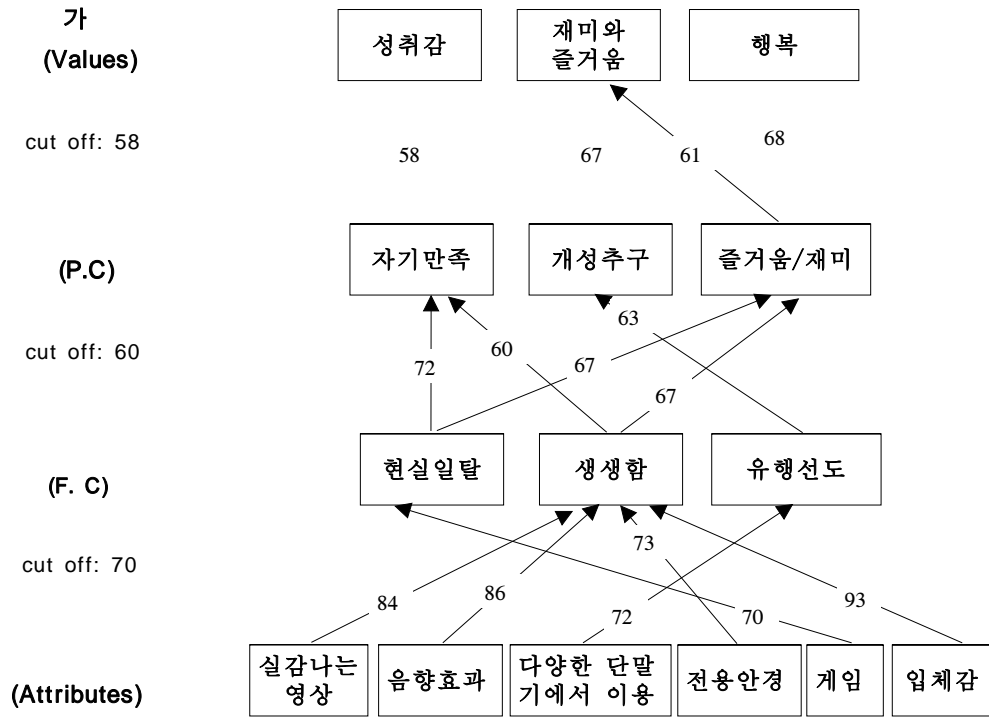 가
(Values)
성취감
재미와
즐거움
행복
cut off: 58
58
67
61
68
(P.C)
자기만족
개성추구
즐거움/재미
cut off: 60
72
60
67
63
67
(F. C)
현실일탈
생생함
유행선도
cut off: 70
84
86
72
73
70
93
(Attributes)
실감나는
영상
음향효과
다양한 단말
기에서 이용
전용안경
게임
입체감